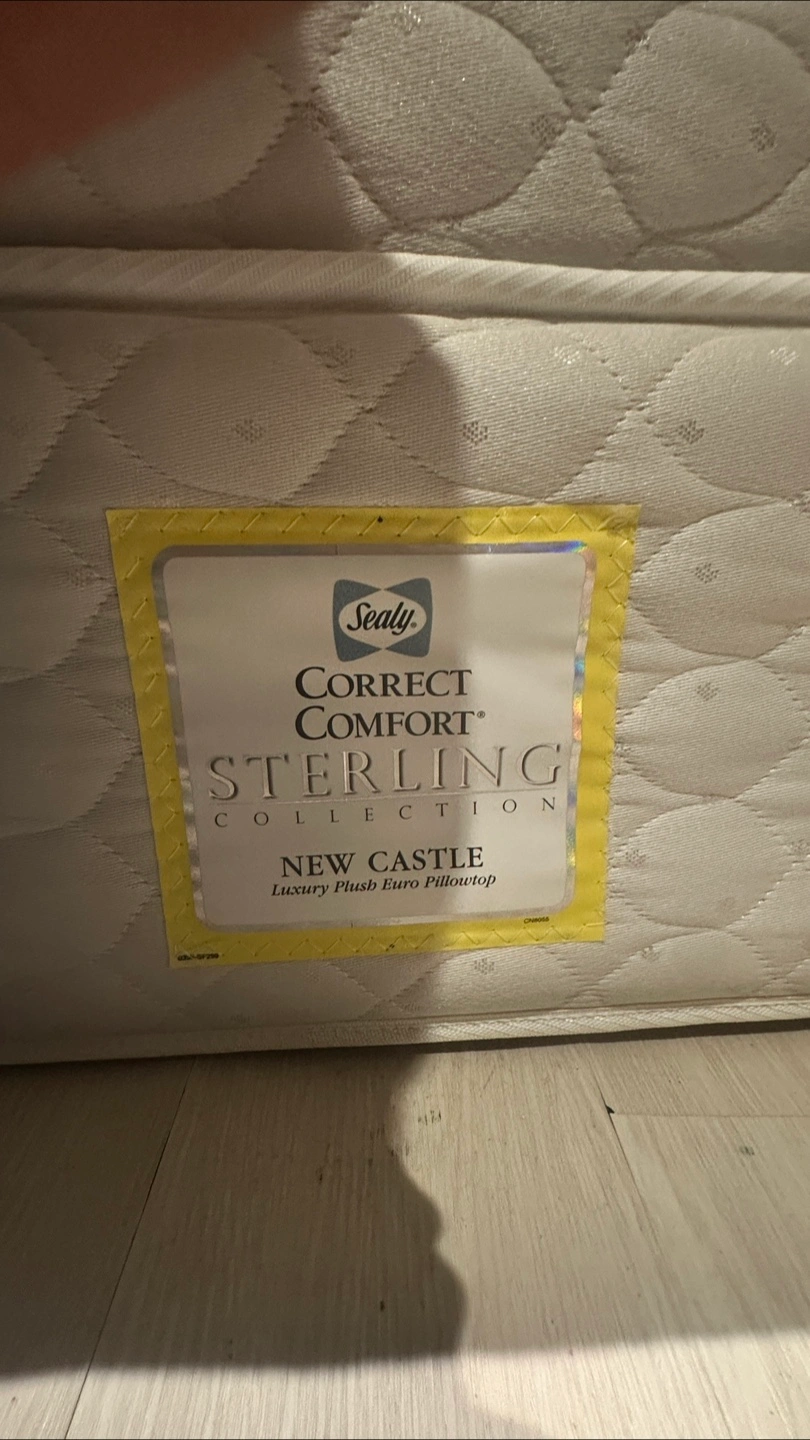 Sealy®
CORRECT
COMFORT®
STERLING
COLLECTION
NEW CASTLE
Luxury Plush Euro Pillowtop